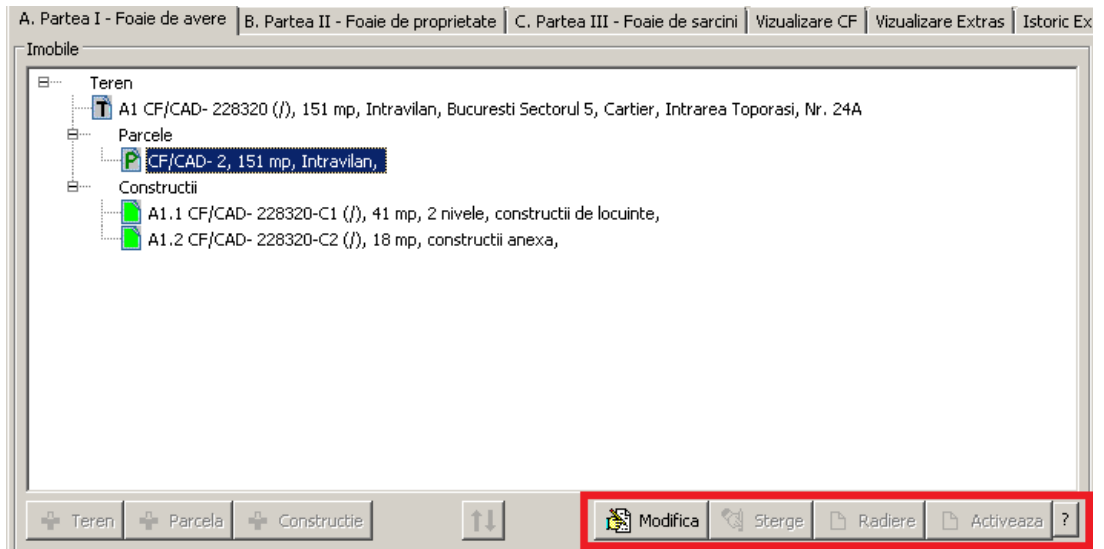 A. Partea I - Foaie de avere B. Partea II - Foaie de proprietate C. Partea III - Foaie de sarcini Vizualizare CF Vizualizare Extras Istoric Ex
Imobile
Teren
T A1 CF/CAD- 228320 (/), 151 mp, Intravilan, Bucuresti Sectorul 5, Cartier, Intrarea Toporasi, Nr. 24A
Parcele
P CF/CAD- 2, 151 mp, Intravilan,
Constructii
A1.1 CF/CAD- 228320-C1 (/), 41 mp, 2 nivele, constructii de locuinte,
A1.2 CF/CAD- 228320-C2 (/), 18 mp, constructii anexa,
Teren Parcela Constructie Modifica Sterge Radiere Activeaza ?